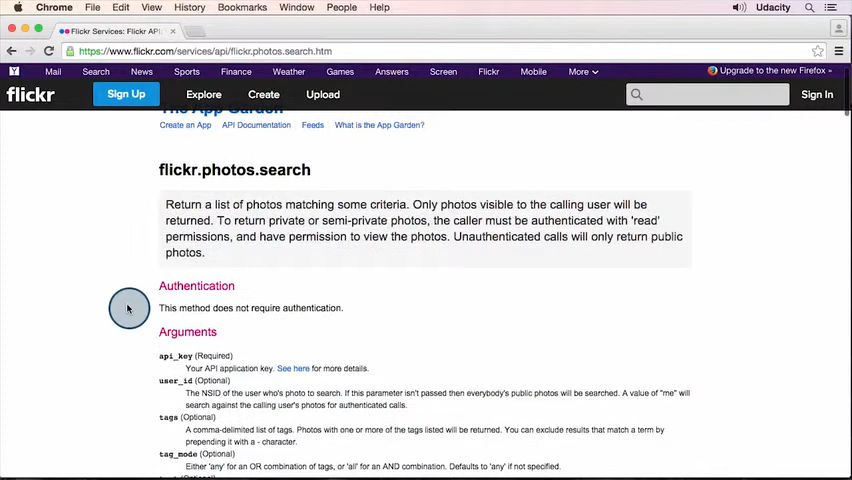 Chrome File Edit View History Bookmarks Window People Help Udacity
Flickr Services: Flickr API:
https://www.flickr.com/services/api/flickr.photos.search.htm
Y Mail Search News Sports Finance Weather Games Answers Screen Flickr Mobile More Upgrade to the new Firefox »
flickr Sign Up Explore Create Upload Sign In
The App Garden
Create an App API Documentation Feeds What is the App Garden?
flickr.photos.search
Return a list of photos matching some criteria. Only photos visible to the calling user will be
returned. To return private or semi-private photos, the caller must be authenticated with 'read'
permissions, and have permission to view the photos. Unauthenticated calls will only return public
photos.
Authentication
This method does not require authentication.
Arguments
api_key (Required)
Your API application key. See here for more details.
user_id (Optional)
The NSID of the user who's photo to search. If this parameter isn't passed then everybody's public photos will be searched. A value of "me" will
search against the calling user's photos for authenticated calls.
tags (Optional)
A comma-delimited list of tags. Photos with one or more of the tags listed will be returned. You can exclude results that match a term by
prepending it with a - character.
tag_mode (Optional)
Either 'any' for an OR combination of tags, or 'all' for an AND combination. Defaults to 'any' if not specified.